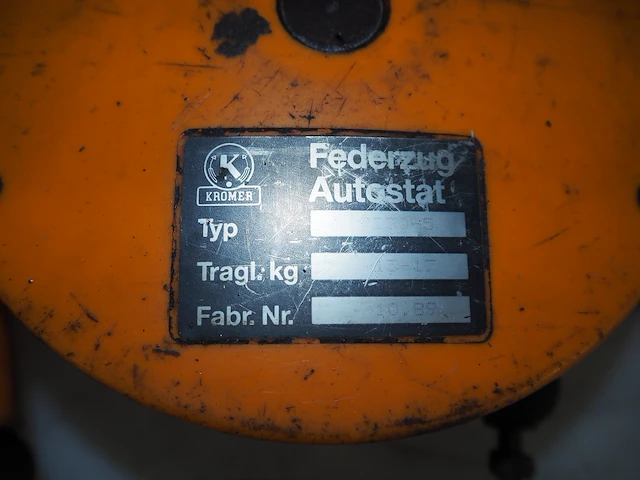 K
KROMER
Federzug
Autostat
Typ
Tragl. kg
Fabr. Nr.